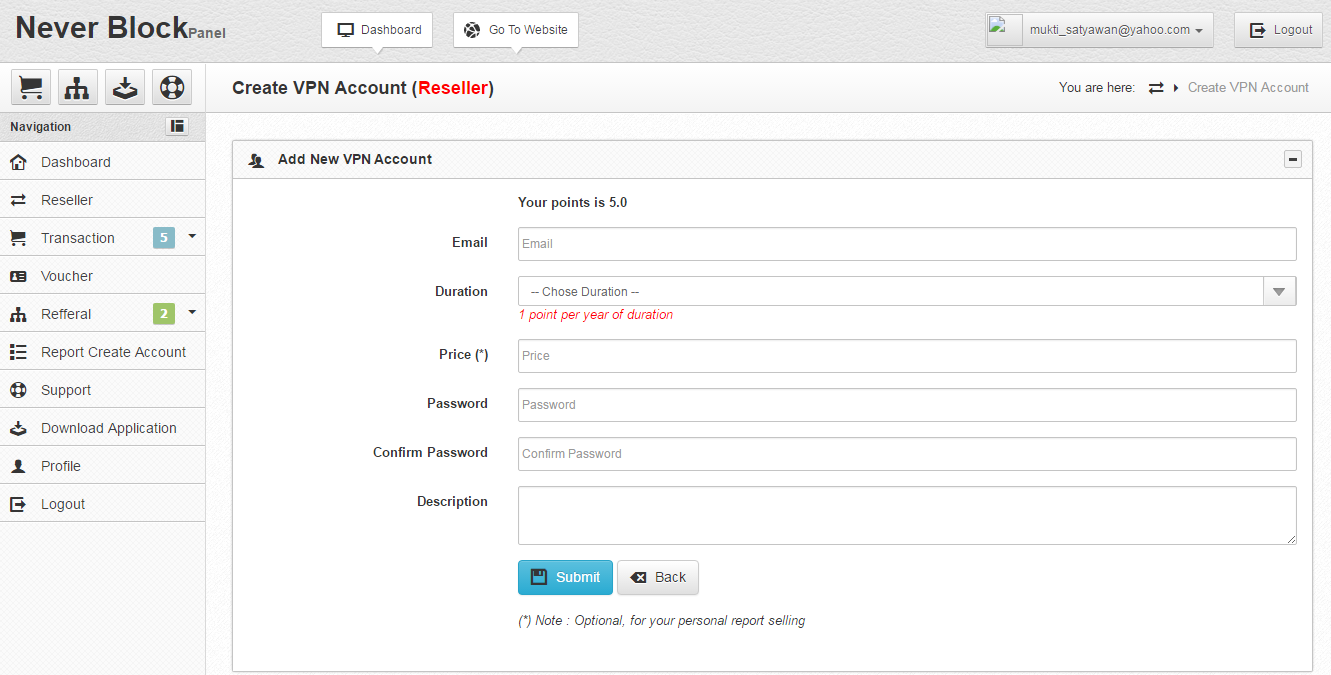 Never Block Panel
Dashboard
Go To Website
mukti_satyawan@yahoo.com
Logout
Create VPN Account (Reseller)
You are here:
Create VPN Account
Navigation
Dashboard
Reseller
Transaction 5
Voucher
Refferal 2
Report Create Account
Support
Download Application
Profile
Logout
Add New VPN Account
Your points is 5.0
Email
Email
Duration
-- Chose Duration --
1 point per year of duration
Price (*)
Price
Password
Password
Confirm Password
Confirm Password
Description
Submit
Back
(*) Note : Optional, for your personal report selling